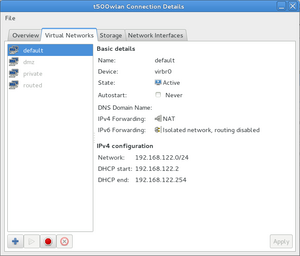 t500wlan Connection Details
File
Overview Virtual Networks Storage Network Interfaces
default
dmc
private
routed
Basic details
Name: default
Device: virbr0
State: Active
Autostart: Never
DNS Domain Name:
IPv4 Forwarding: NAT
IPv6 Forwarding: Isolated network, routing disabled
IPv4 configuration
Network: 192.168.122.0/24
DHCP start: 192.168.122.2
DHCP end: 192.168.122.254
Apply